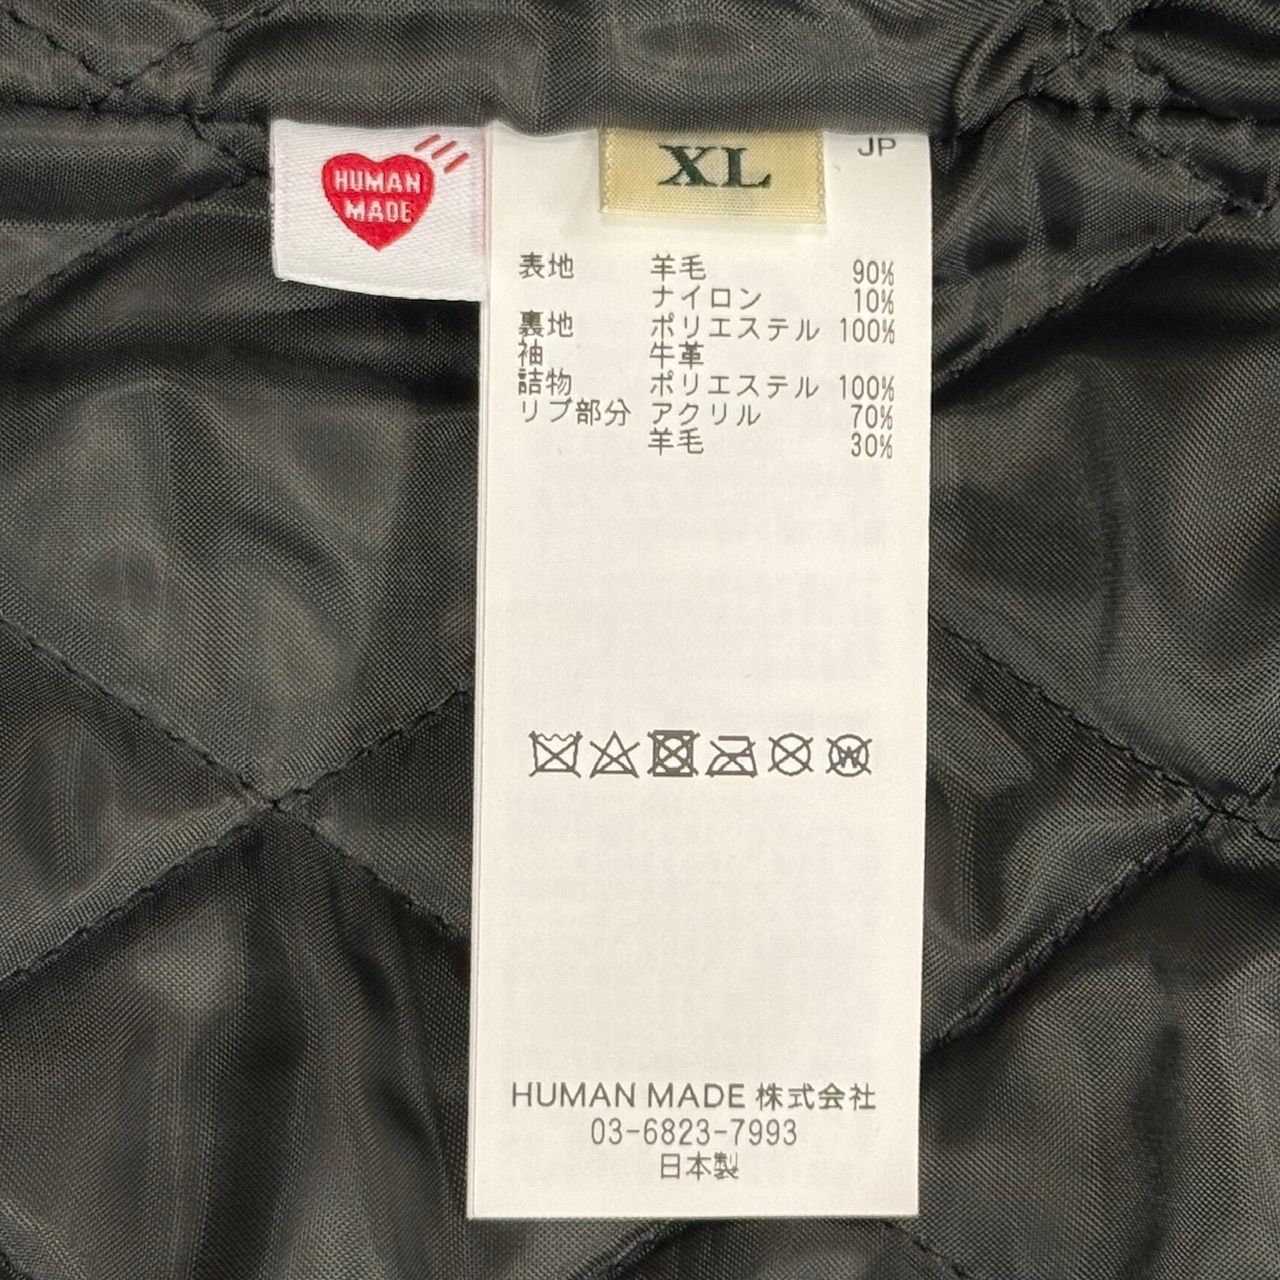 HUMAN
MADE
XL
JP
表地 羊毛 90%
ナイロン 10%
裏地 ポリエステル 100%
袖 牛革
詰物 ポリエステル 100%
リブ部分 アクリル 70%
羊毛 30%
W
HUMAN MADE 株式会社
03-6823-7993
日本製